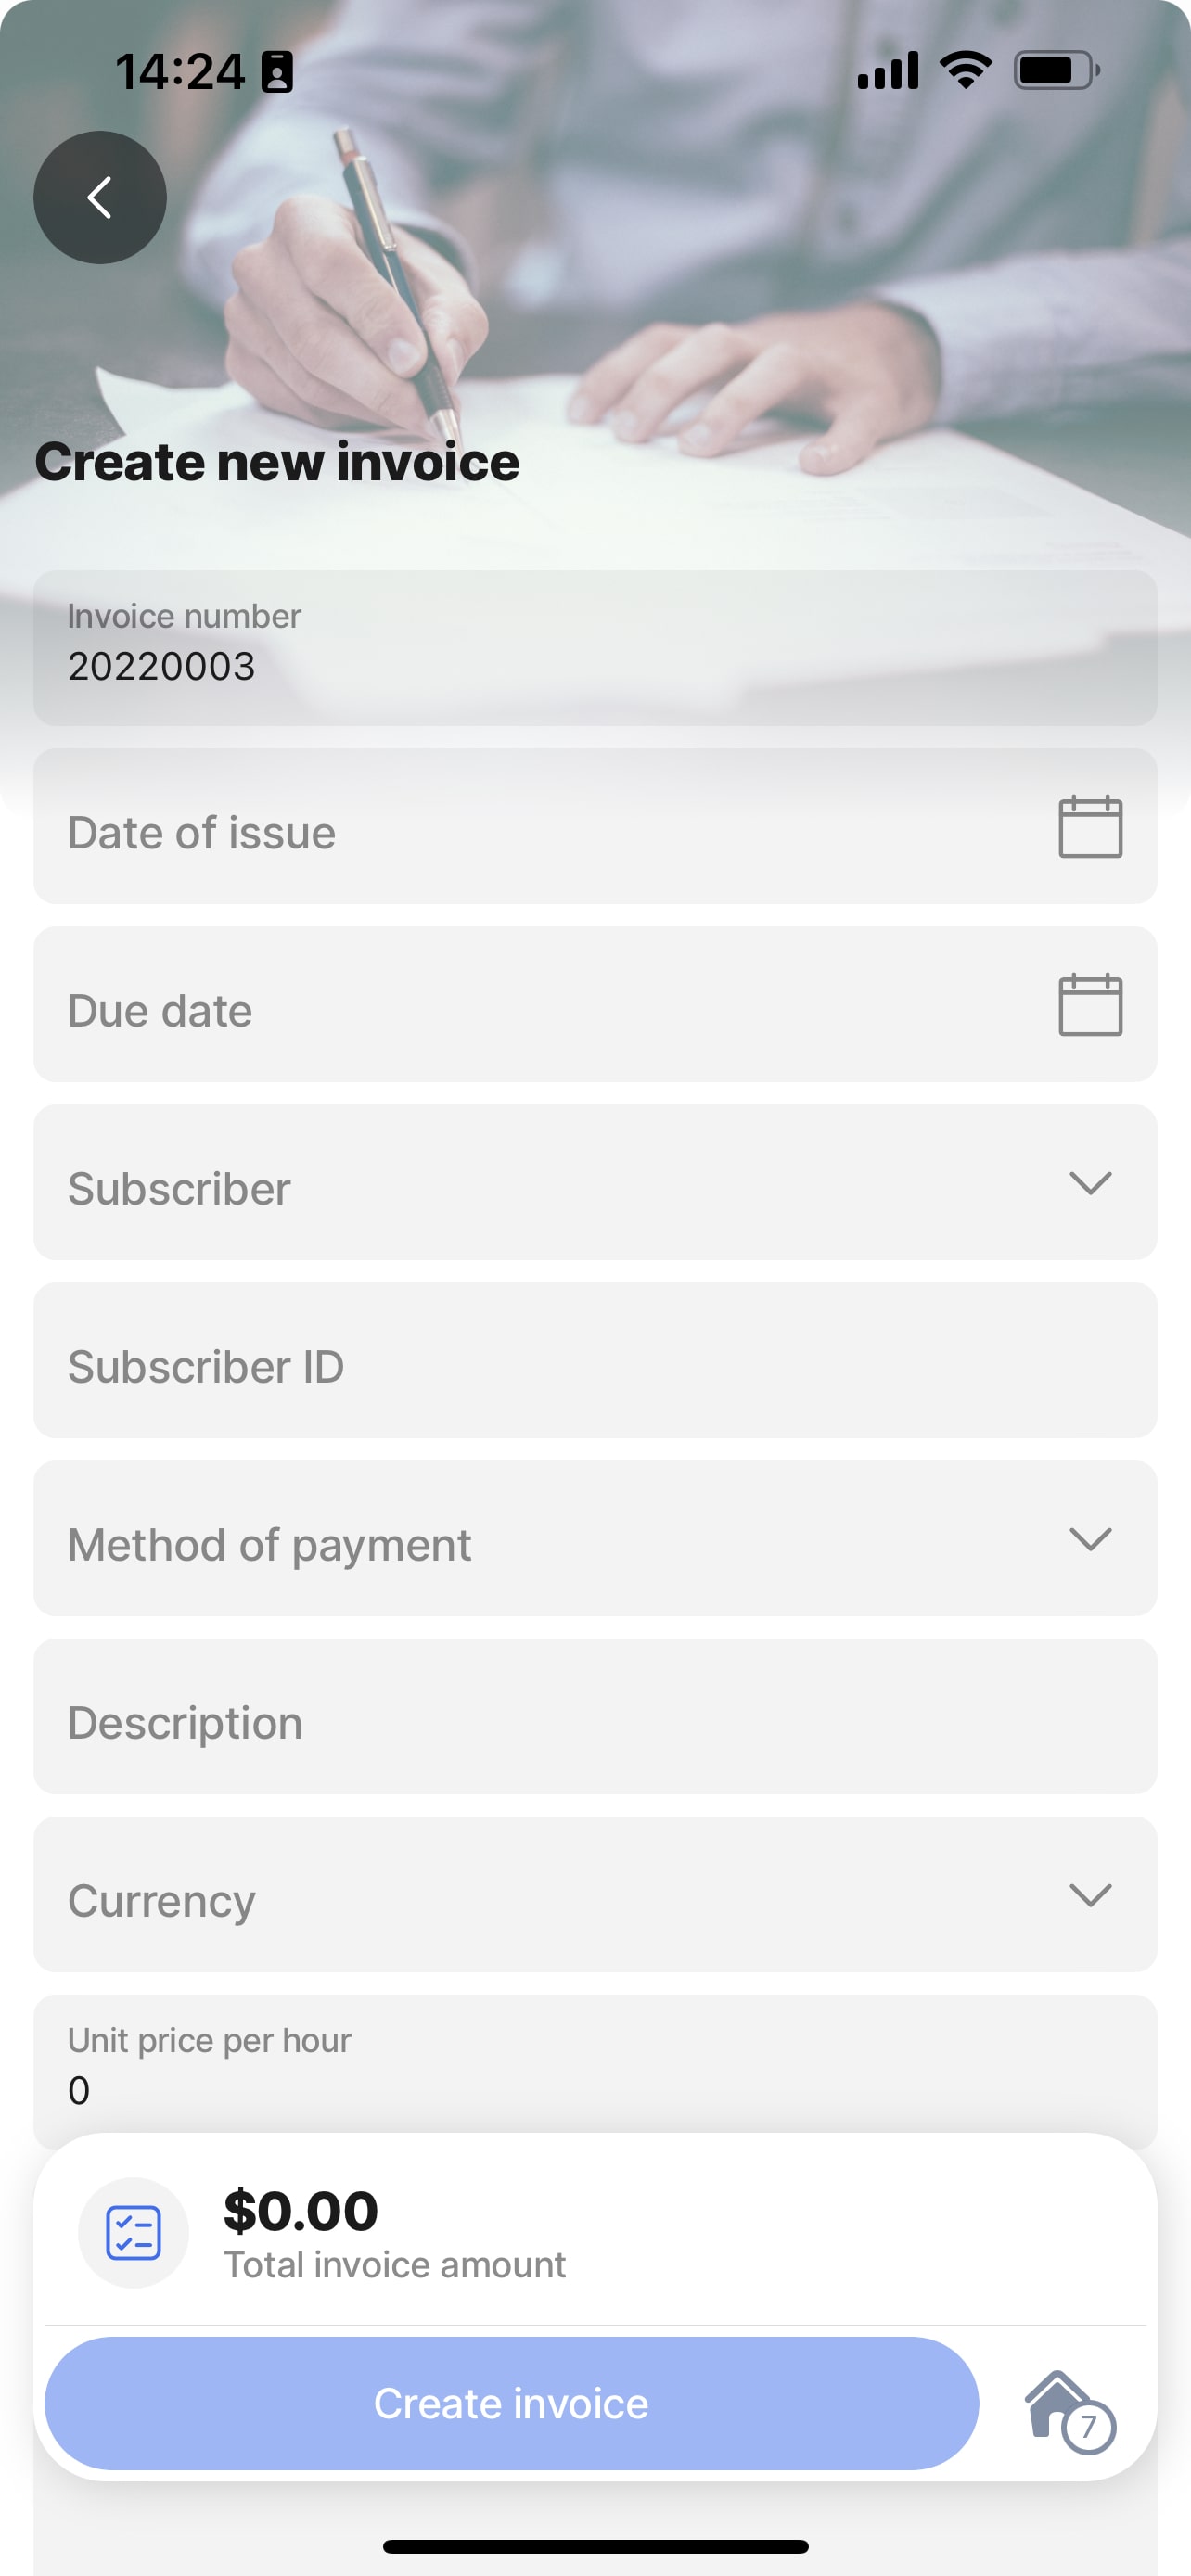 14:24
Create new invoice
Invoice number
20220003
Date of issue
Due date
Subscriber
Subscriber ID
Method of payment
Description
Currency
Unit price per hour
0
$0.00
Total invoice amount
Create invoice
7